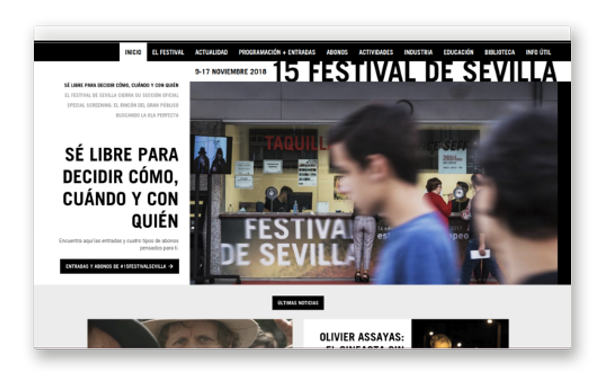 INICIO EL FESTIVAL ACTUALIDAD PROGRAMACIÓN + ENTRADAS ABONOS ACTIVIDADES INDUSTRIA EDUCACIÓN BIBLIOTECA INFO ÚTIL
9-17 NOVIEMBRE 2018 15 FESTIVAL DE SEVILLA
SÉ LIBRE PARA DECIDIR CÓMO, CUÁNDO Y CON QUIÉN
EL FESTIVAL DE SEVILLA CIERRA SU SECCIÓN OFICIAL
SPECIAL SCREENING: EL RINCÓN DEL GRAN PÚBLICO
BUSCANDO LA OLA PERFECTA
SÉ LIBRE PARA
DECIDIR CÓMO,
CUÁNDO Y CON
QUIÉN
Encuentra aquí las entradas y cuatro tipos de abonos
pensados para ti.
ENTRADAS Y ABONOS DE #15FESTIVALSEVILLA →
TAQUILL
FESTIVAL
DE SEVILLA
ÚLTIMAS NOTICIAS
OLIVIER ASSAYAS:
EL CINEASTA SIN